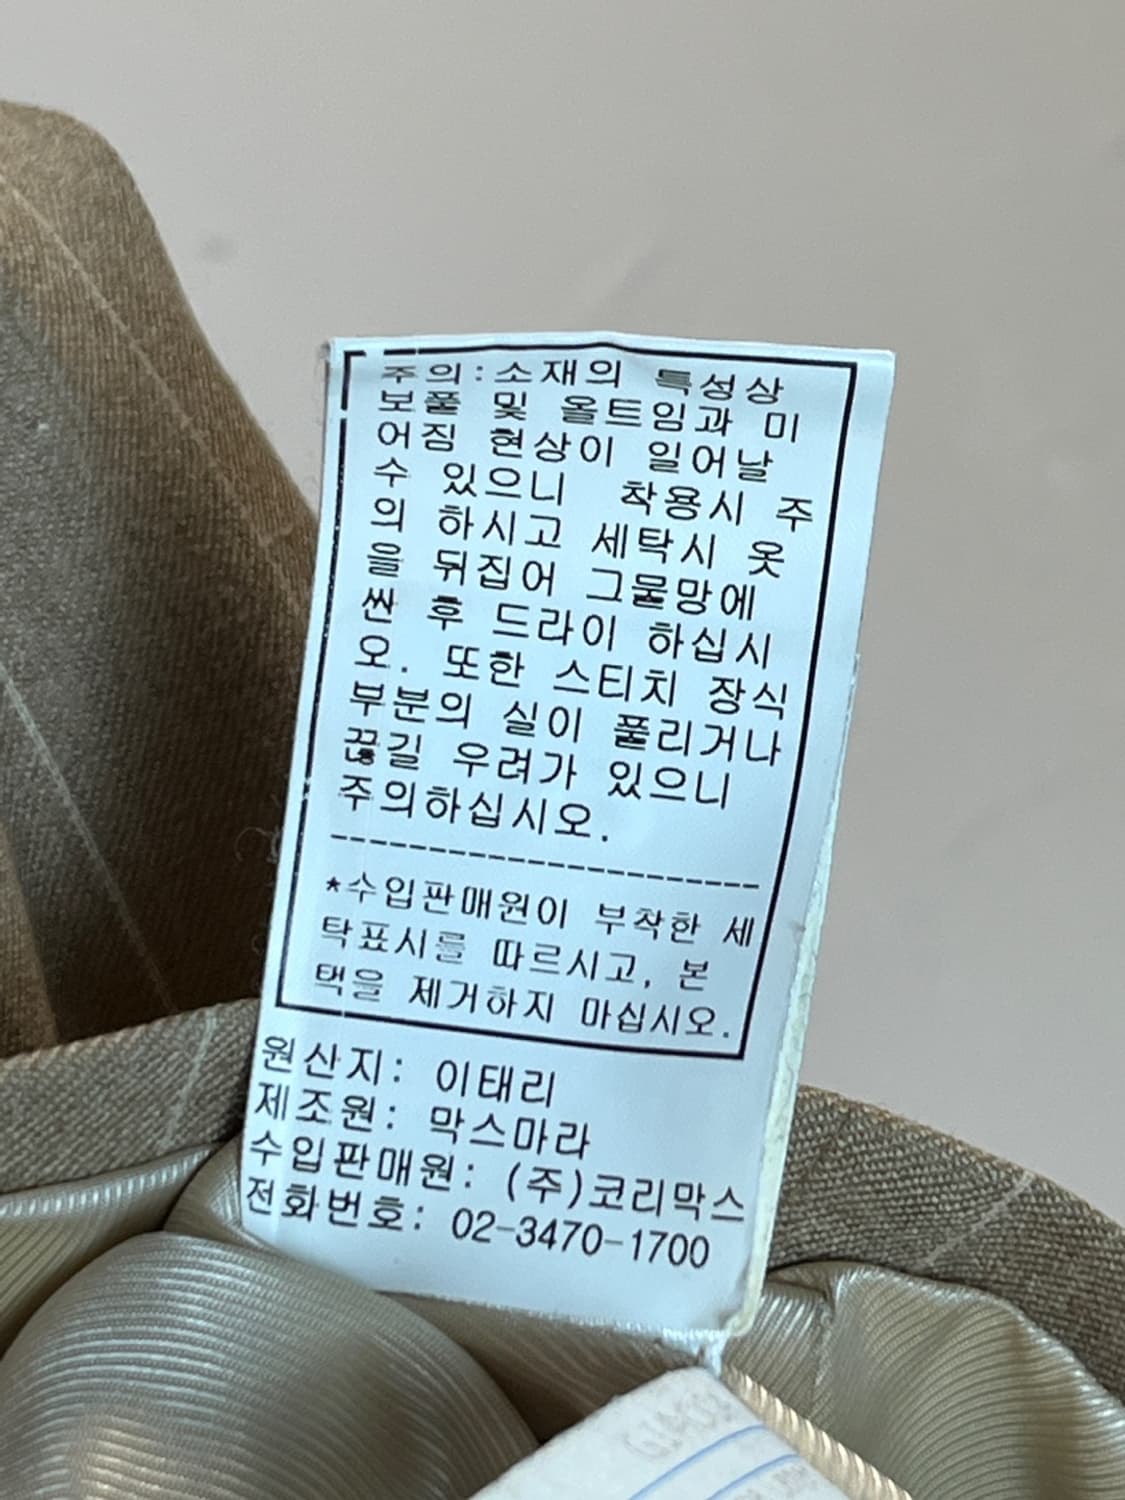 주의:소재의 특성상
보풀 및 올트임과 미
어짐 현상이 일어날
수 있으니 착용시 주
의 하시고 세탁시 옷
을 뒤집어 그물망에
싼 후 드라이 하십시
오. 또한 스티치 장식
부분의 실이 풀리거나
끊길 우려가 있으니
주의하십시오.
*수입판매원이 부착한 세
탁표시를 따르시고, 본
택을 제거하지 마십시오.
원산지: 이태리
제조원: 막스마라
수입판매원: (주)코리막스
전화번호: 02-3470-1700